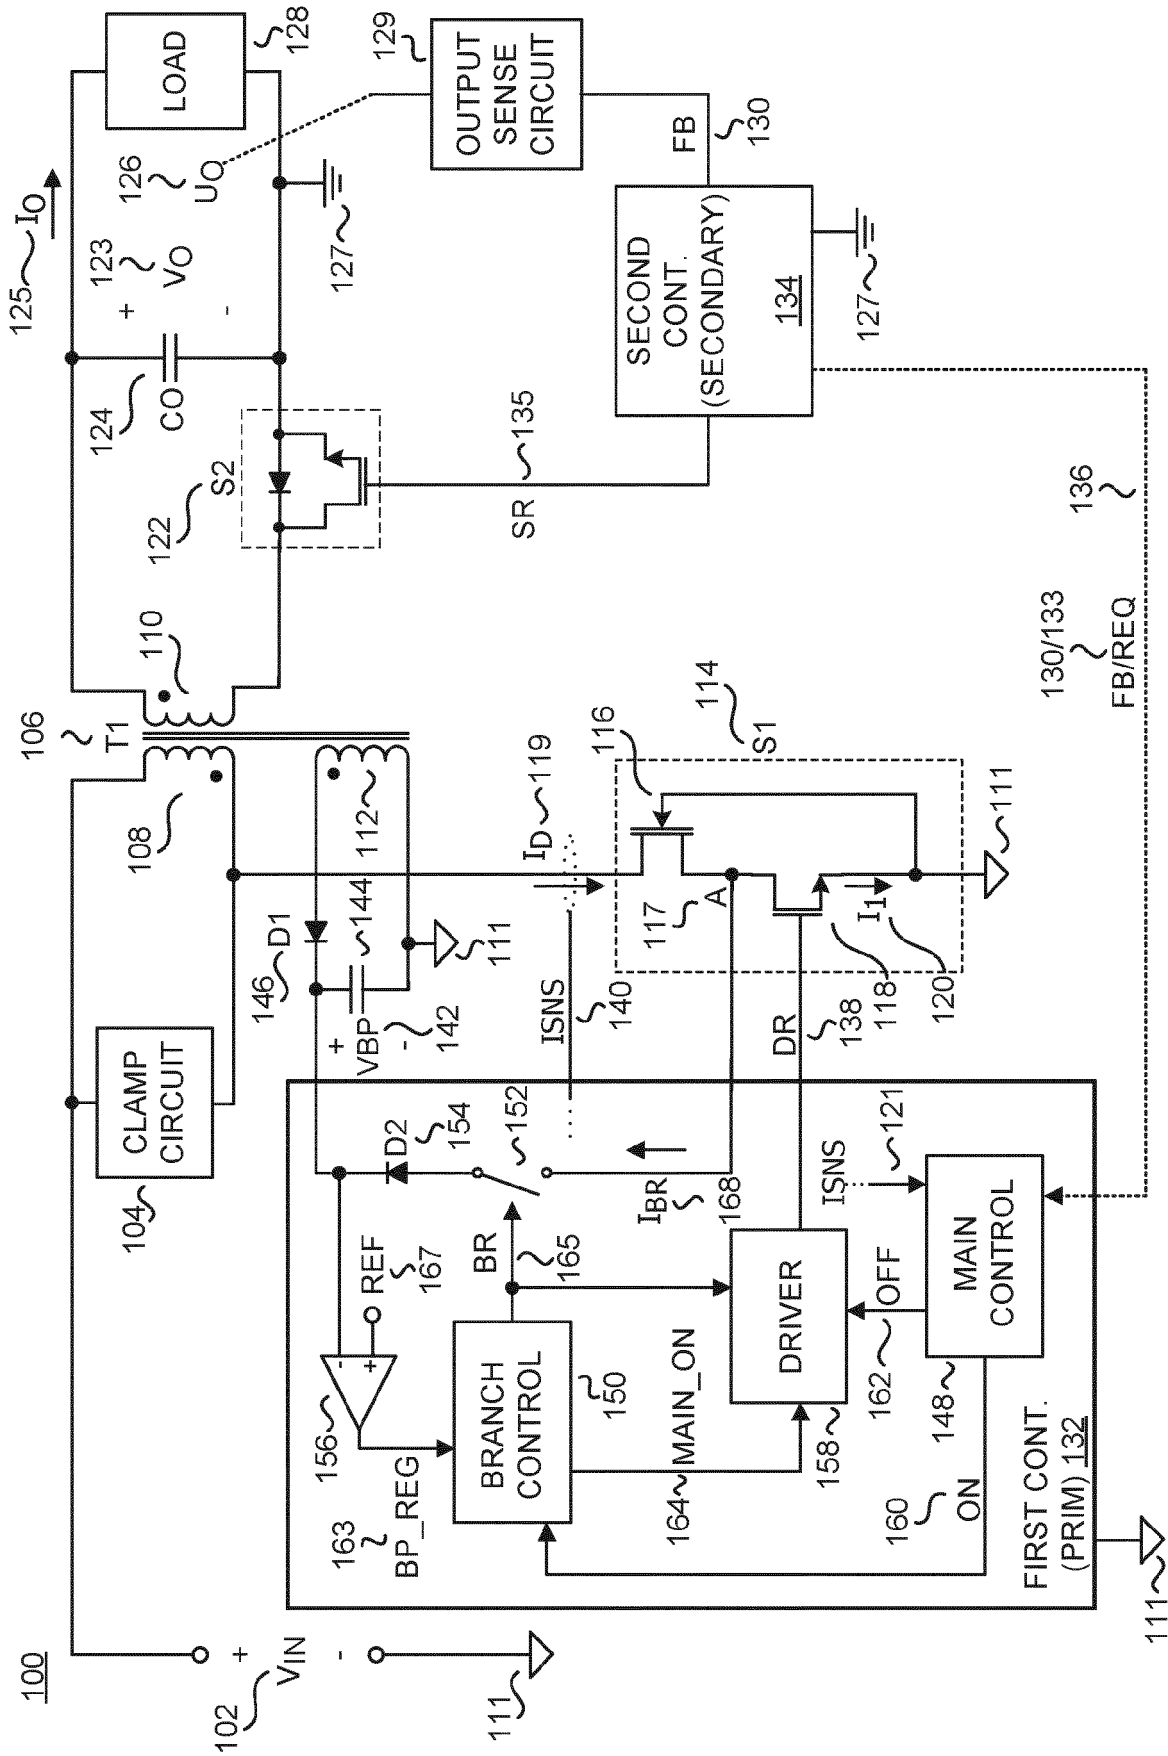 100
102
VIN
+
-
111
104
CLAMP
CIRCUIT
106
T1
108
110
112
D1
146
144
+
VBP
-
142
111
122
S2
124
CO
+
VO
-
123
125
IO
126
UO
127
LOAD
128
OUTPUT
SENSE
CIRCUIT
129
FB
130
SECOND
CONT.
(SECONDARY)
134
127
SR
135
136
130/133
FB/REQ
ID
119
ISNS
140
114
S1
116
117
A
118
I1
120
111
DR
138
D2
154
152
IBR
168
REF
167
-
+
156
BP_REG
163
BRANCH
CONTROL
150
BR
165
MAIN_ON
164
DRIVER
158
OFF
162
ISNS
121
MAIN
CONTROL
148
ON
160
FIRST CONT.
(PRIM) 132
111